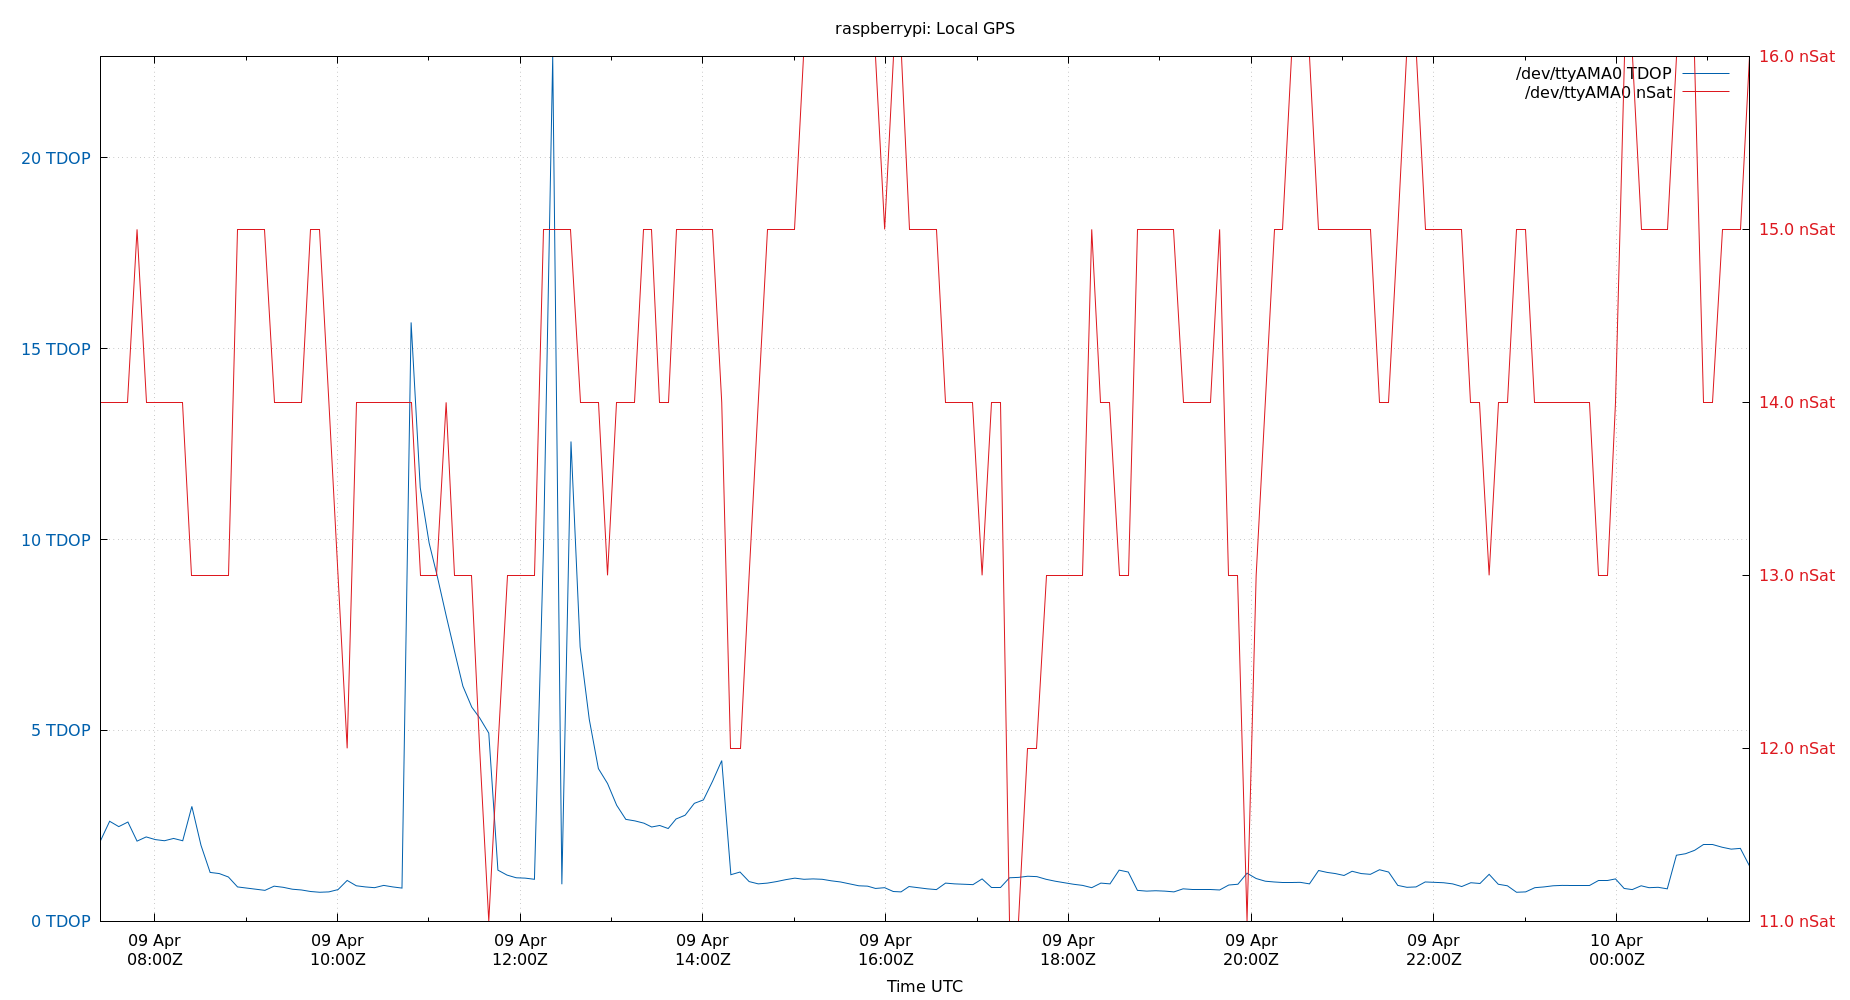 raspberrypi: Local GPS
16.0 nSat
/dev/ttyAMA0 TDOP
/dev/ttyAMA0 nSat
20 TDOP
15.0 nSat
15 TDOP
14.0 nSat
10 TDOP
13.0 nSat
5 TDOP
12.0 nSat
0 TDOP
11.0 nSat
09 Apr 09 Apr 09 Apr 09 Apr 09 Apr 09 Apr 09 Apr 09 Apr 10 Apr
08:00Z 10:00Z 12:00Z 14:00Z 16:00Z 18:00Z 20:00Z 22:00Z 00:00Z
Time UTC